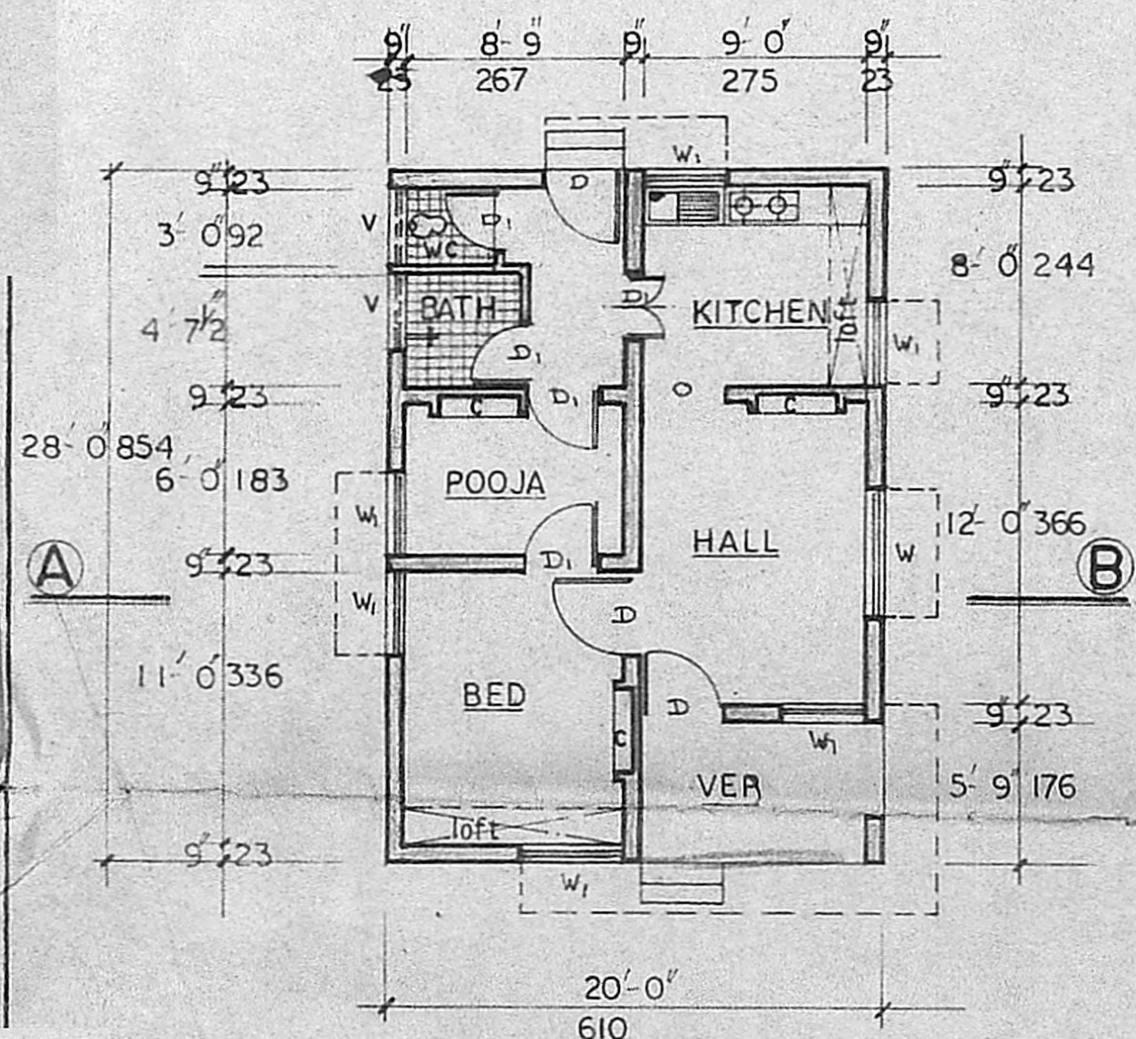 9" 8'-9" 9" 9'-0" 9"
23 267 275 23
9" 23
3'-0" 92
4'-7½"
9" 23
28'-0" 854
6'-0" 183
9" 23
11'-0" 336
9" 23
A
W1
D
V
WC
D1
V
BATH
D1
D
KITCHEN
loft
W1
D1
O
C
C
POOJA
W1
HALL
W
D1
W1
D
BED
D
C
W1
VER
loft
W1
9" 23
8'-0" 244
9" 23
12'-0" 366
B
9" 23
5'-9" 176
20'-0"
610